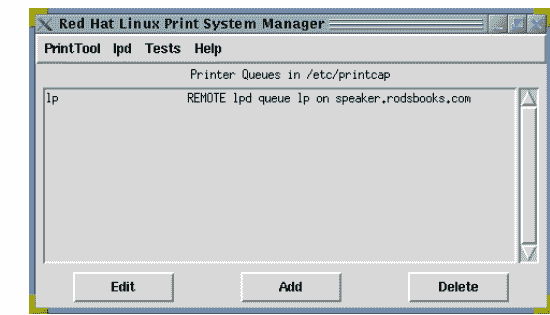 Red Hat Linux Print System Manager
PrintTool lpd Tests Help
Printer Queues in /etc/printcap
lp REMOTE lpd queue lp on speaker.rodsbooks.com
Edit Add Delete